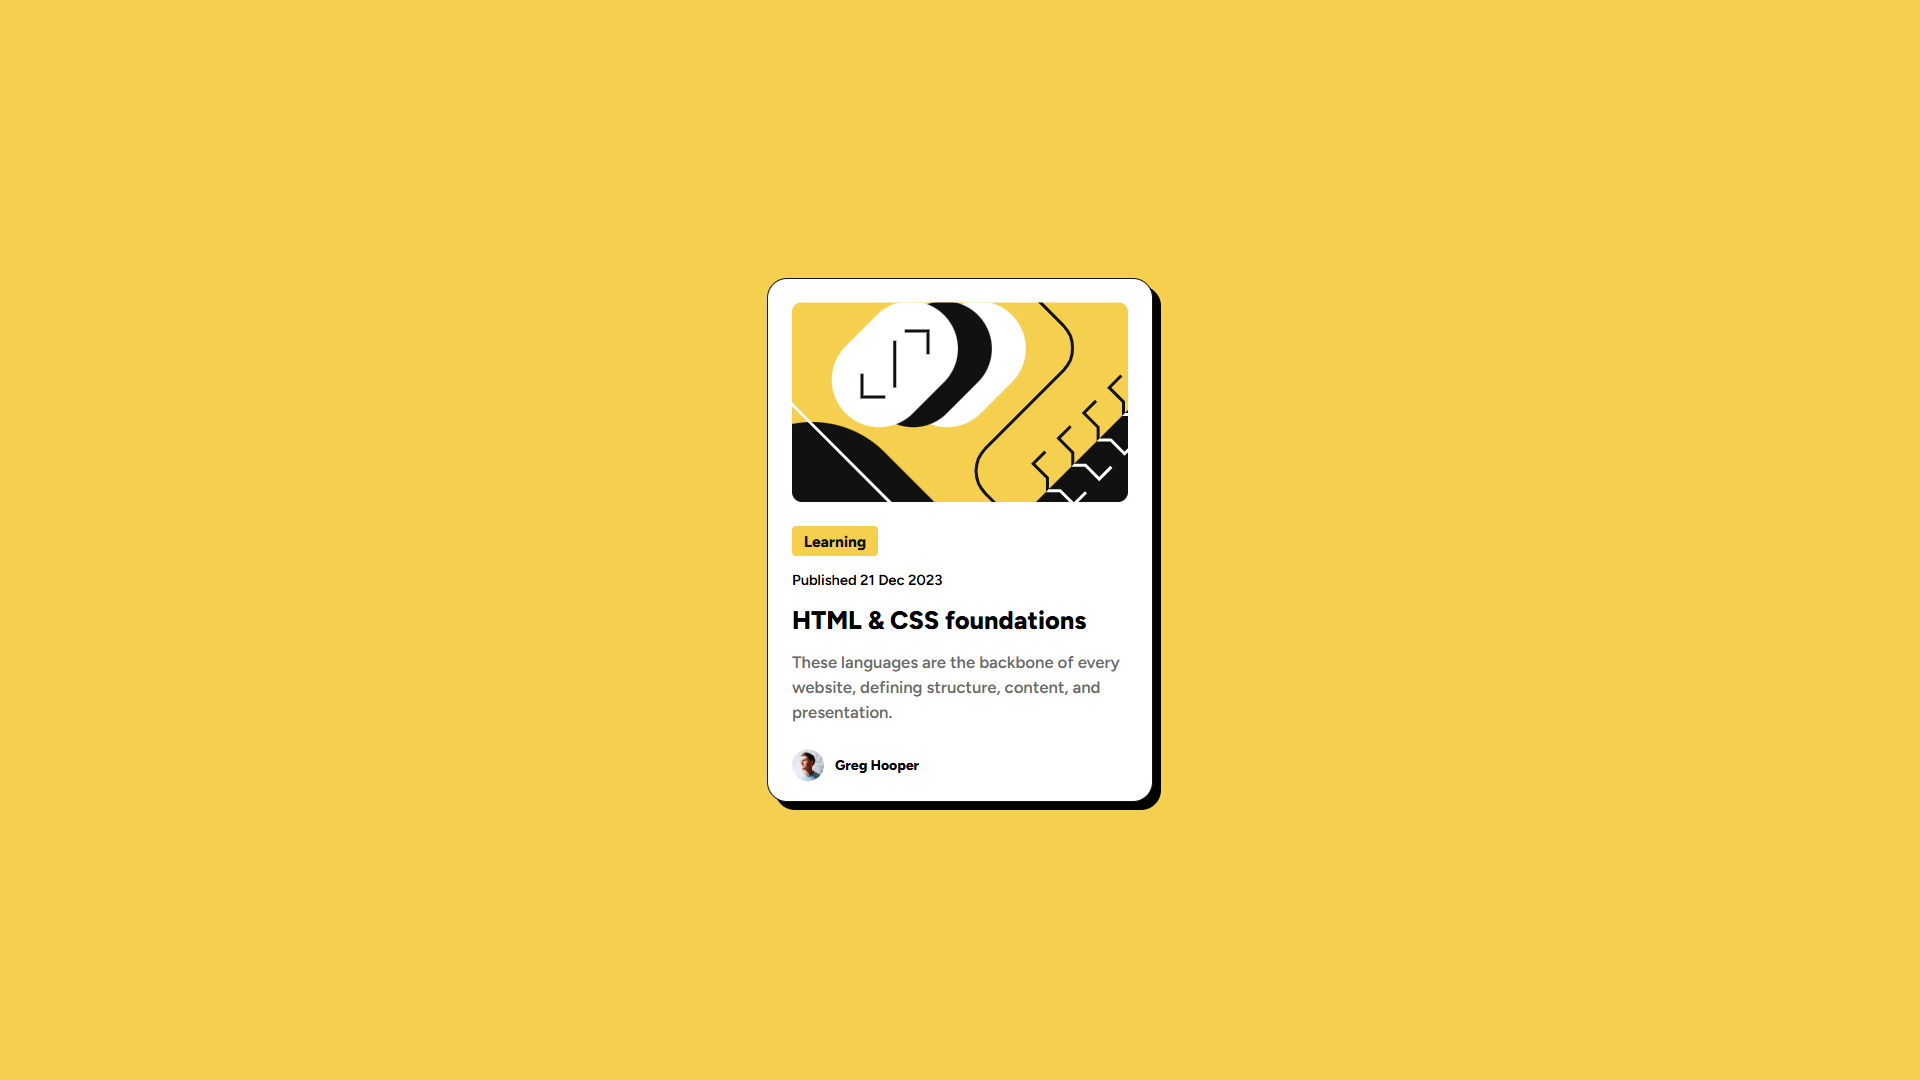 Learning
Published 21 Dec 2023
HTML & CSS foundations
These languages are the backbone of every
website, defining structure, content, and
presentation.
Greg Hooper